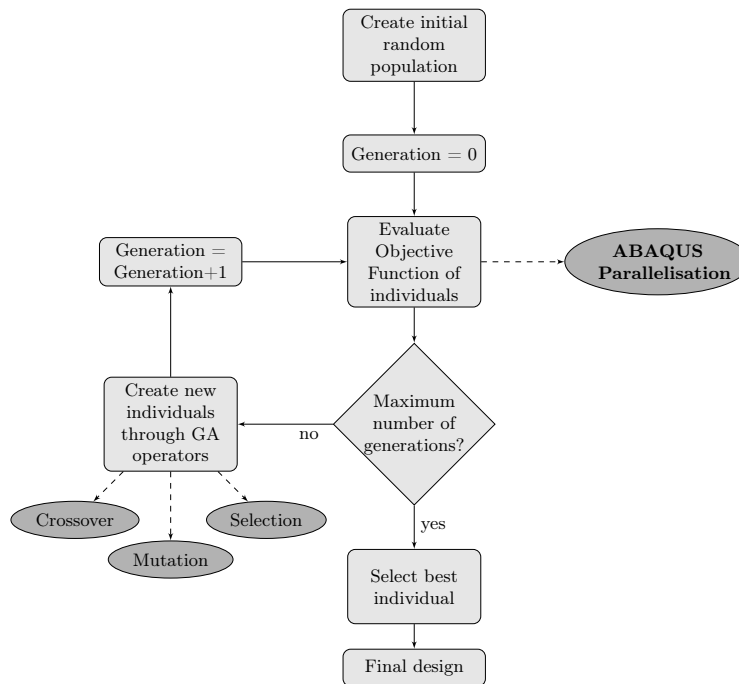 Create initial
random
population
Generation = 0
Evaluate
Objective
Function of
individuals
ABAQUS
Parallelisation
Generation =
Generation+1
Maximum
number of
generations?
no
Create new
individuals
through GA
operators
Crossover
Mutation
Selection
yes
Select best
individual
Final design